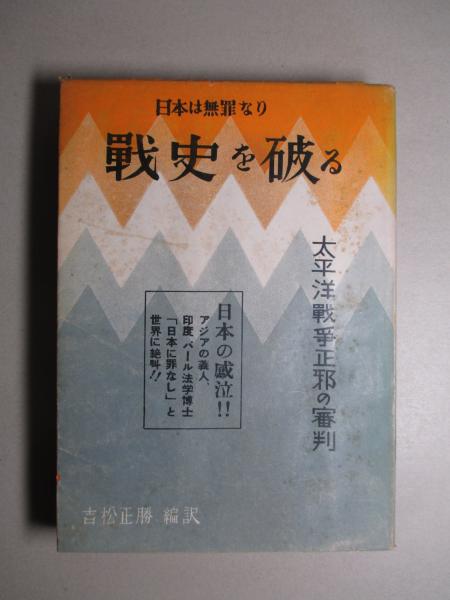 日本は無罪なり
戰史を破る
太平洋戰爭正邪の審判
日本の感泣!!
アジアの義人、
印度パール法学博士
「日本に罪なし」と
世界に絶叫!!
吉松正勝 編訳